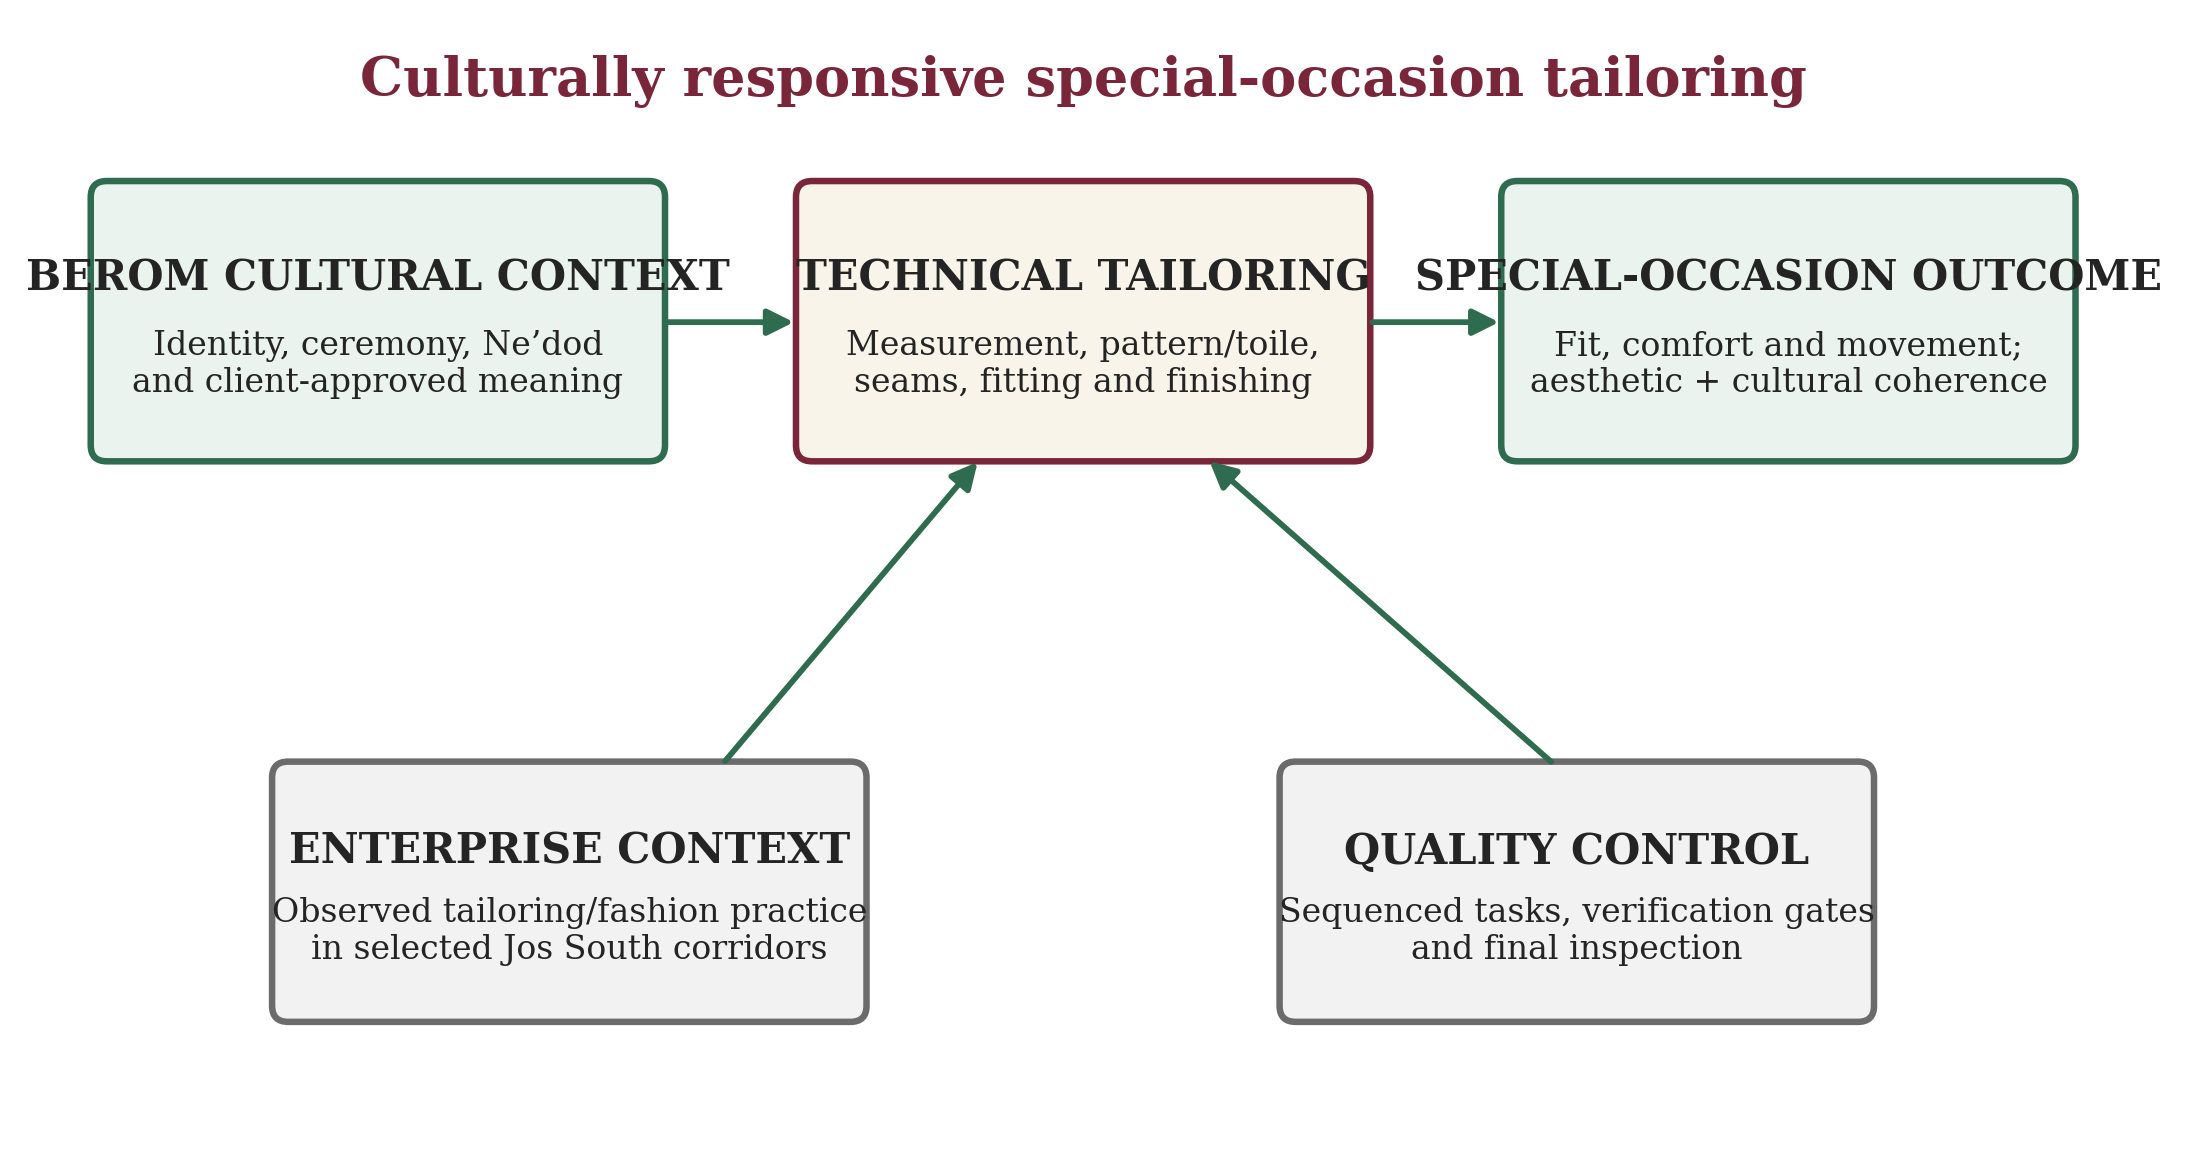 Culturally responsive special-occasion tailoring
BEROM CULTURAL CONTEXT
Identity, ceremony, Ne’dod
and client-approved meaning
TECHNICAL TAILORING
Measurement, pattern/toile,
seams, fitting and finishing
SPECIAL-OCCASION OUTCOME
Fit, comfort and movement;
aesthetic + cultural coherence
ENTERPRISE CONTEXT
Observed tailoring/fashion practice
in selected Jos South corridors
QUALITY CONTROL
Sequenced tasks, verification gates
and final inspection